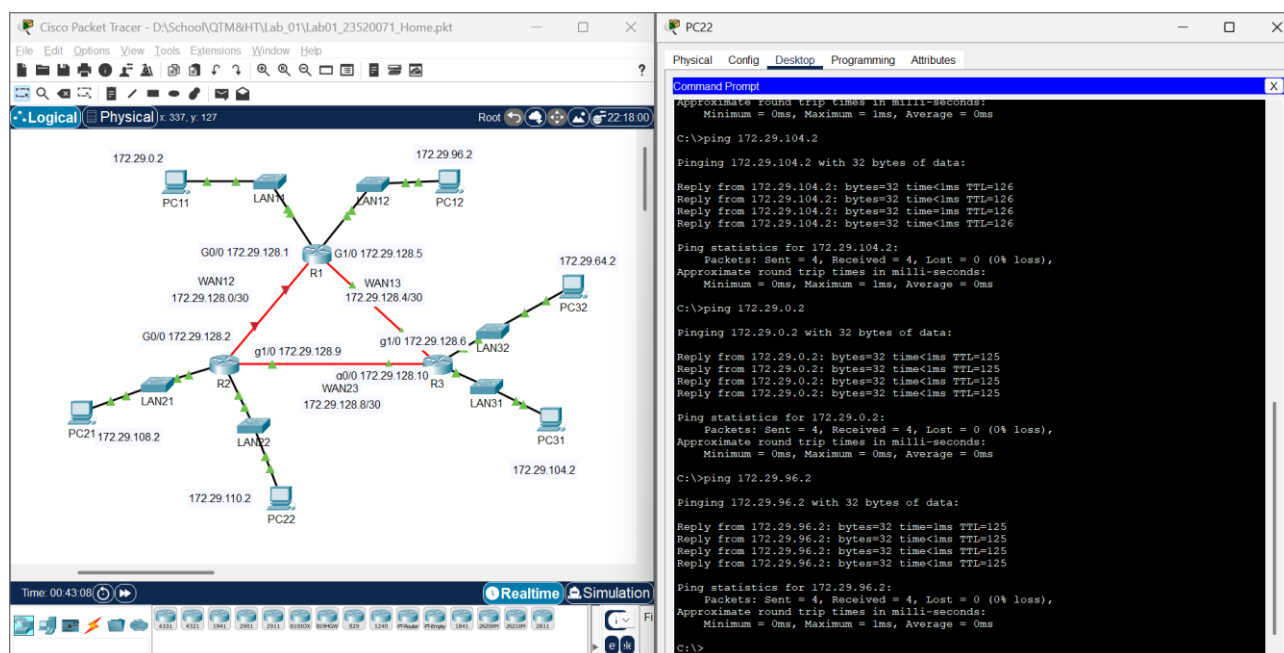 Cisco Packet Tracer - D:\School\QTM&HT\Lab_01\Lab01_23520071_Home.pkt
File Edit Options View Tools Extensions Window Help
?
Logical Physical x: 337, y: 127 Root 22:18:00
172.29.0.2
172.29.96.2
PC11
LAN11
LAN12
PC12
G0/0 172.29.128.1
G1/0 172.29.128.5
R1
172.29.64.2
WAN12
172.29.128.0/30
WAN13
172.29.128.4/30
PC32
G0/0 172.29.128.2
g1/0 172.29.128.9
g1/0 172.29.128.6
LAN32
R2
g0/0 172.29.128.10
R3
WAN23
172.29.128.8/30
LAN21
LAN31
PC21
172.29.108.2
LAN22
PC31
172.29.104.2
172.29.110.2
PC22
Time: 00:43:08
Realtime Simulation
4331 4321 1941 2901 2911 819IOX 819HGW 829 1240 PT-Router PT-Empty 1841 2620XM 2621XM 2811
Fi
PC22
Physical Config Desktop Programming Attributes
Command Prompt
X
Approximate round trip times in milli-seconds:
Minimum = 0ms, Maximum = 1ms, Average = 0ms
C:\>ping 172.29.104.2
Pinging 172.29.104.2 with 32 bytes of data:
Reply from 172.29.104.2: bytes=32 time<1ms TTL=126
Reply from 172.29.104.2: bytes=32 time<1ms TTL=126
Reply from 172.29.104.2: bytes=32 time=1ms TTL=126
Reply from 172.29.104.2: bytes=32 time<1ms TTL=126
Ping statistics for 172.29.104.2:
Packets: Sent = 4, Received = 4, Lost = 0 (0% loss),
Approximate round trip times in milli-seconds:
Minimum = 0ms, Maximum = 1ms, Average = 0ms
C:\>ping 172.29.0.2
Pinging 172.29.0.2 with 32 bytes of data:
Reply from 172.29.0.2: bytes=32 time<1ms TTL=125
Reply from 172.29.0.2: bytes=32 time<1ms TTL=125
Reply from 172.29.0.2: bytes=32 time<1ms TTL=125
Reply from 172.29.0.2: bytes=32 time<1ms TTL=125
Ping statistics for 172.29.0.2:
Packets: Sent = 4, Received = 4, Lost = 0 (0% loss),
Approximate round trip times in milli-seconds:
Minimum = 0ms, Maximum = 0ms, Average = 0ms
C:\>ping 172.29.96.2
Pinging 172.29.96.2 with 32 bytes of data:
Reply from 172.29.96.2: bytes=32 time=1ms TTL=125
Reply from 172.29.96.2: bytes=32 time<1ms TTL=125
Reply from 172.29.96.2: bytes=32 time<1ms TTL=125
Reply from 172.29.96.2: bytes=32 time<1ms TTL=125
Ping statistics for 172.29.96.2:
Packets: Sent = 4, Received = 4, Lost = 0 (0% loss),
Approximate round trip times in milli-seconds:
Minimum = 0ms, Maximum = 1ms, Average = 0ms
C:\>